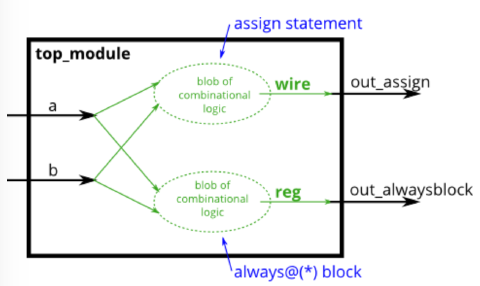 assign statement
top_module
blob of
combinational
logic
wire
out_assign
a
b
blob of
combinational
logic
reg
out_alwaysblock
always@(*) block